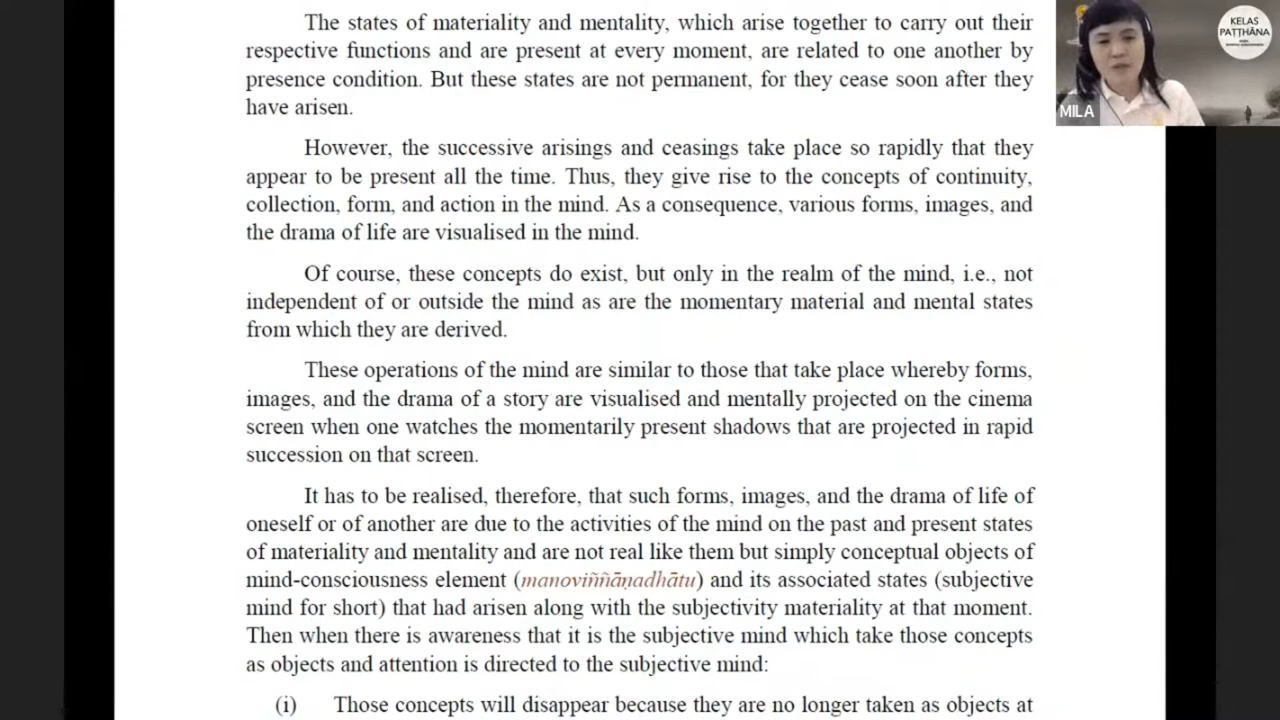 The states of materiality and mentality, which arise together to carry out their
respective functions and are present at every moment, are related to one another by
presence condition. But these states are not permanent, for they cease soon after they
have arisen.
However, the successive arisings and ceasings take place so rapidly that they
appear to be present all the time. Thus, they give rise to the concepts of continuity,
collection, form, and action in the mind. As a consequence, various forms, images, and
the drama of life are visualised in the mind.
Of course, these concepts do exist, but only in the realm of the mind, i.e., not
independent of or outside the mind as are the momentary material and mental states
from which they are derived.
These operations of the mind are similar to those that take place whereby forms,
images, and the drama of a story are visualised and mentally projected on the cinema
screen when one watches the momentarily present shadows that are projected in rapid
succession on that screen.
It has to be realised, therefore, that such forms, images, and the drama of life of
oneself or of another are due to the activities of the mind on the past and present states
of materiality and mentality and are not real like them but simply conceptual objects of
mind-consciousness element (manoviññāṇadhātu) and its associated states (subjective
mind for short) that had arisen along with the subjectivity materiality at that moment.
Then when there is awareness that it is the subjective mind which take those concepts
as objects and attention is directed to the subjective mind:
(i) Those concepts will disappear because they are no longer taken as objects at
MILA
KELAS
PAṬṬHĀNA